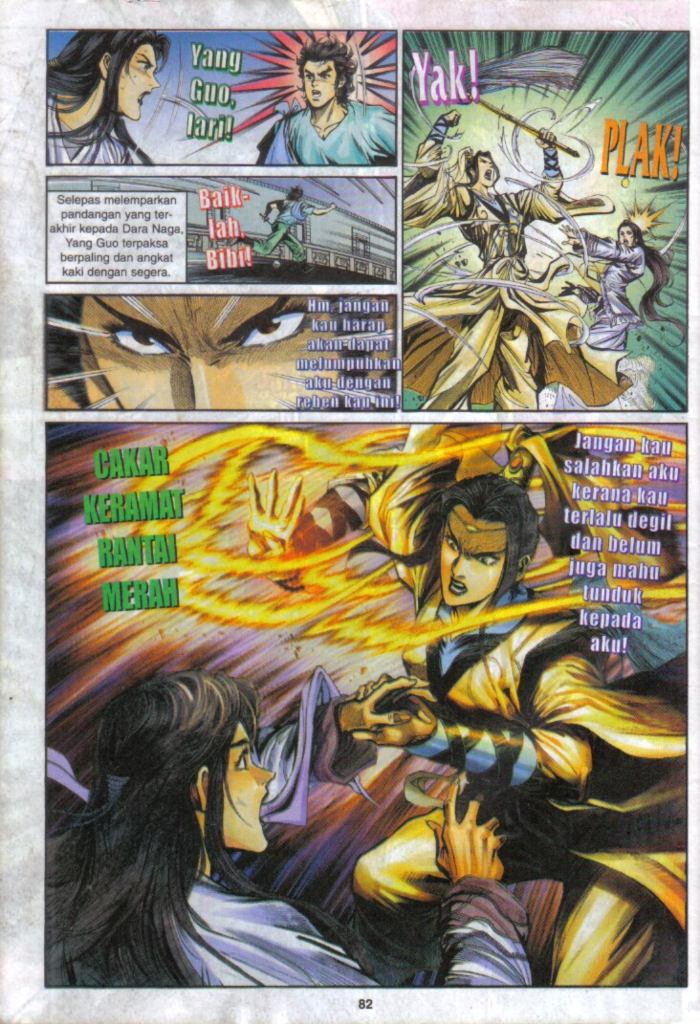 Yang
Guo,
lari!
Selepas melemparkan
pandangan yang ter-
akhir kepada Dara Naga,
Yang Guo terpaksa
berpaling dan angkat
kaki dengan segera.
Baik-
lah,
Bibi!
Hm, jangan
kau harap
akan dapat
melumpuhkan
aku dengan
reben kau ini!
Yak!
PLAK!
CAKAR
KERAMAT
RANTAI
MERAH
Jangan kau
salahkan aku
kerana kau
terlalu degil
dan belum
juga mahu
tunduk
kepada
aku!
82